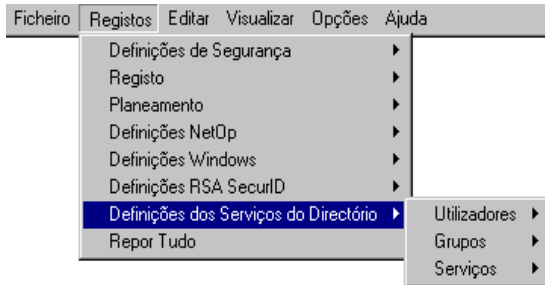 Ficheiro Registos Editar Visualizar Opções Ajuda
Definições de Segurança
Registo
Planeamento
Definições NetOp
Definições Windows
Definições RSA SecurID
Definições dos Serviços do Directório Utilizadores
Repor Tudo Grupos
Serviços